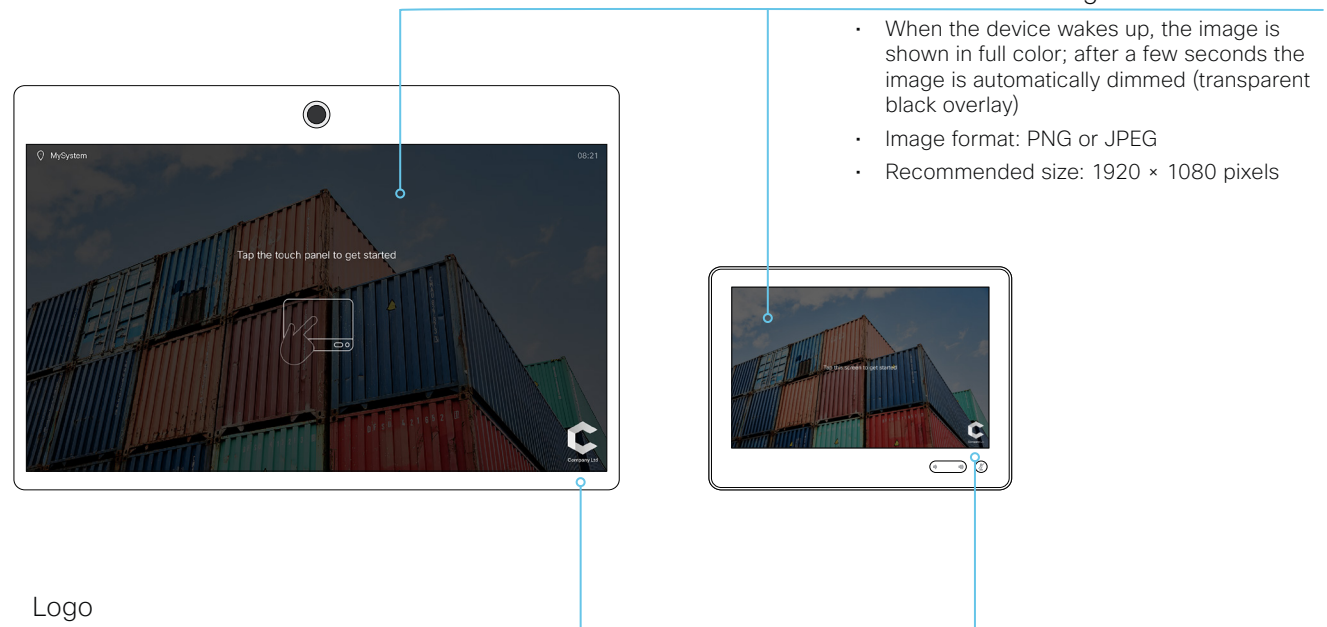 • When the device wakes up, the image is
shown in full color; after a few seconds the
image is automatically dimmed (transparent
black overlay)
• Image format: PNG or JPEG
• Recommended size: 1920 × 1080 pixels
MySystem
08:21
Tap the touch panel to get started
Company Ltd
Tap the screen to get started
Logo